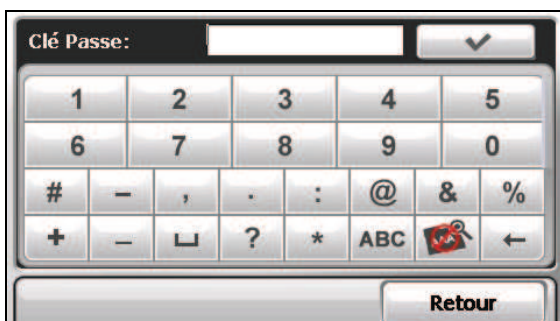 Clé Passe:
1 2 3 4 5
6 7 8 9 0
# – , . : @ & %
+ _ ? * ABC ←
Retour